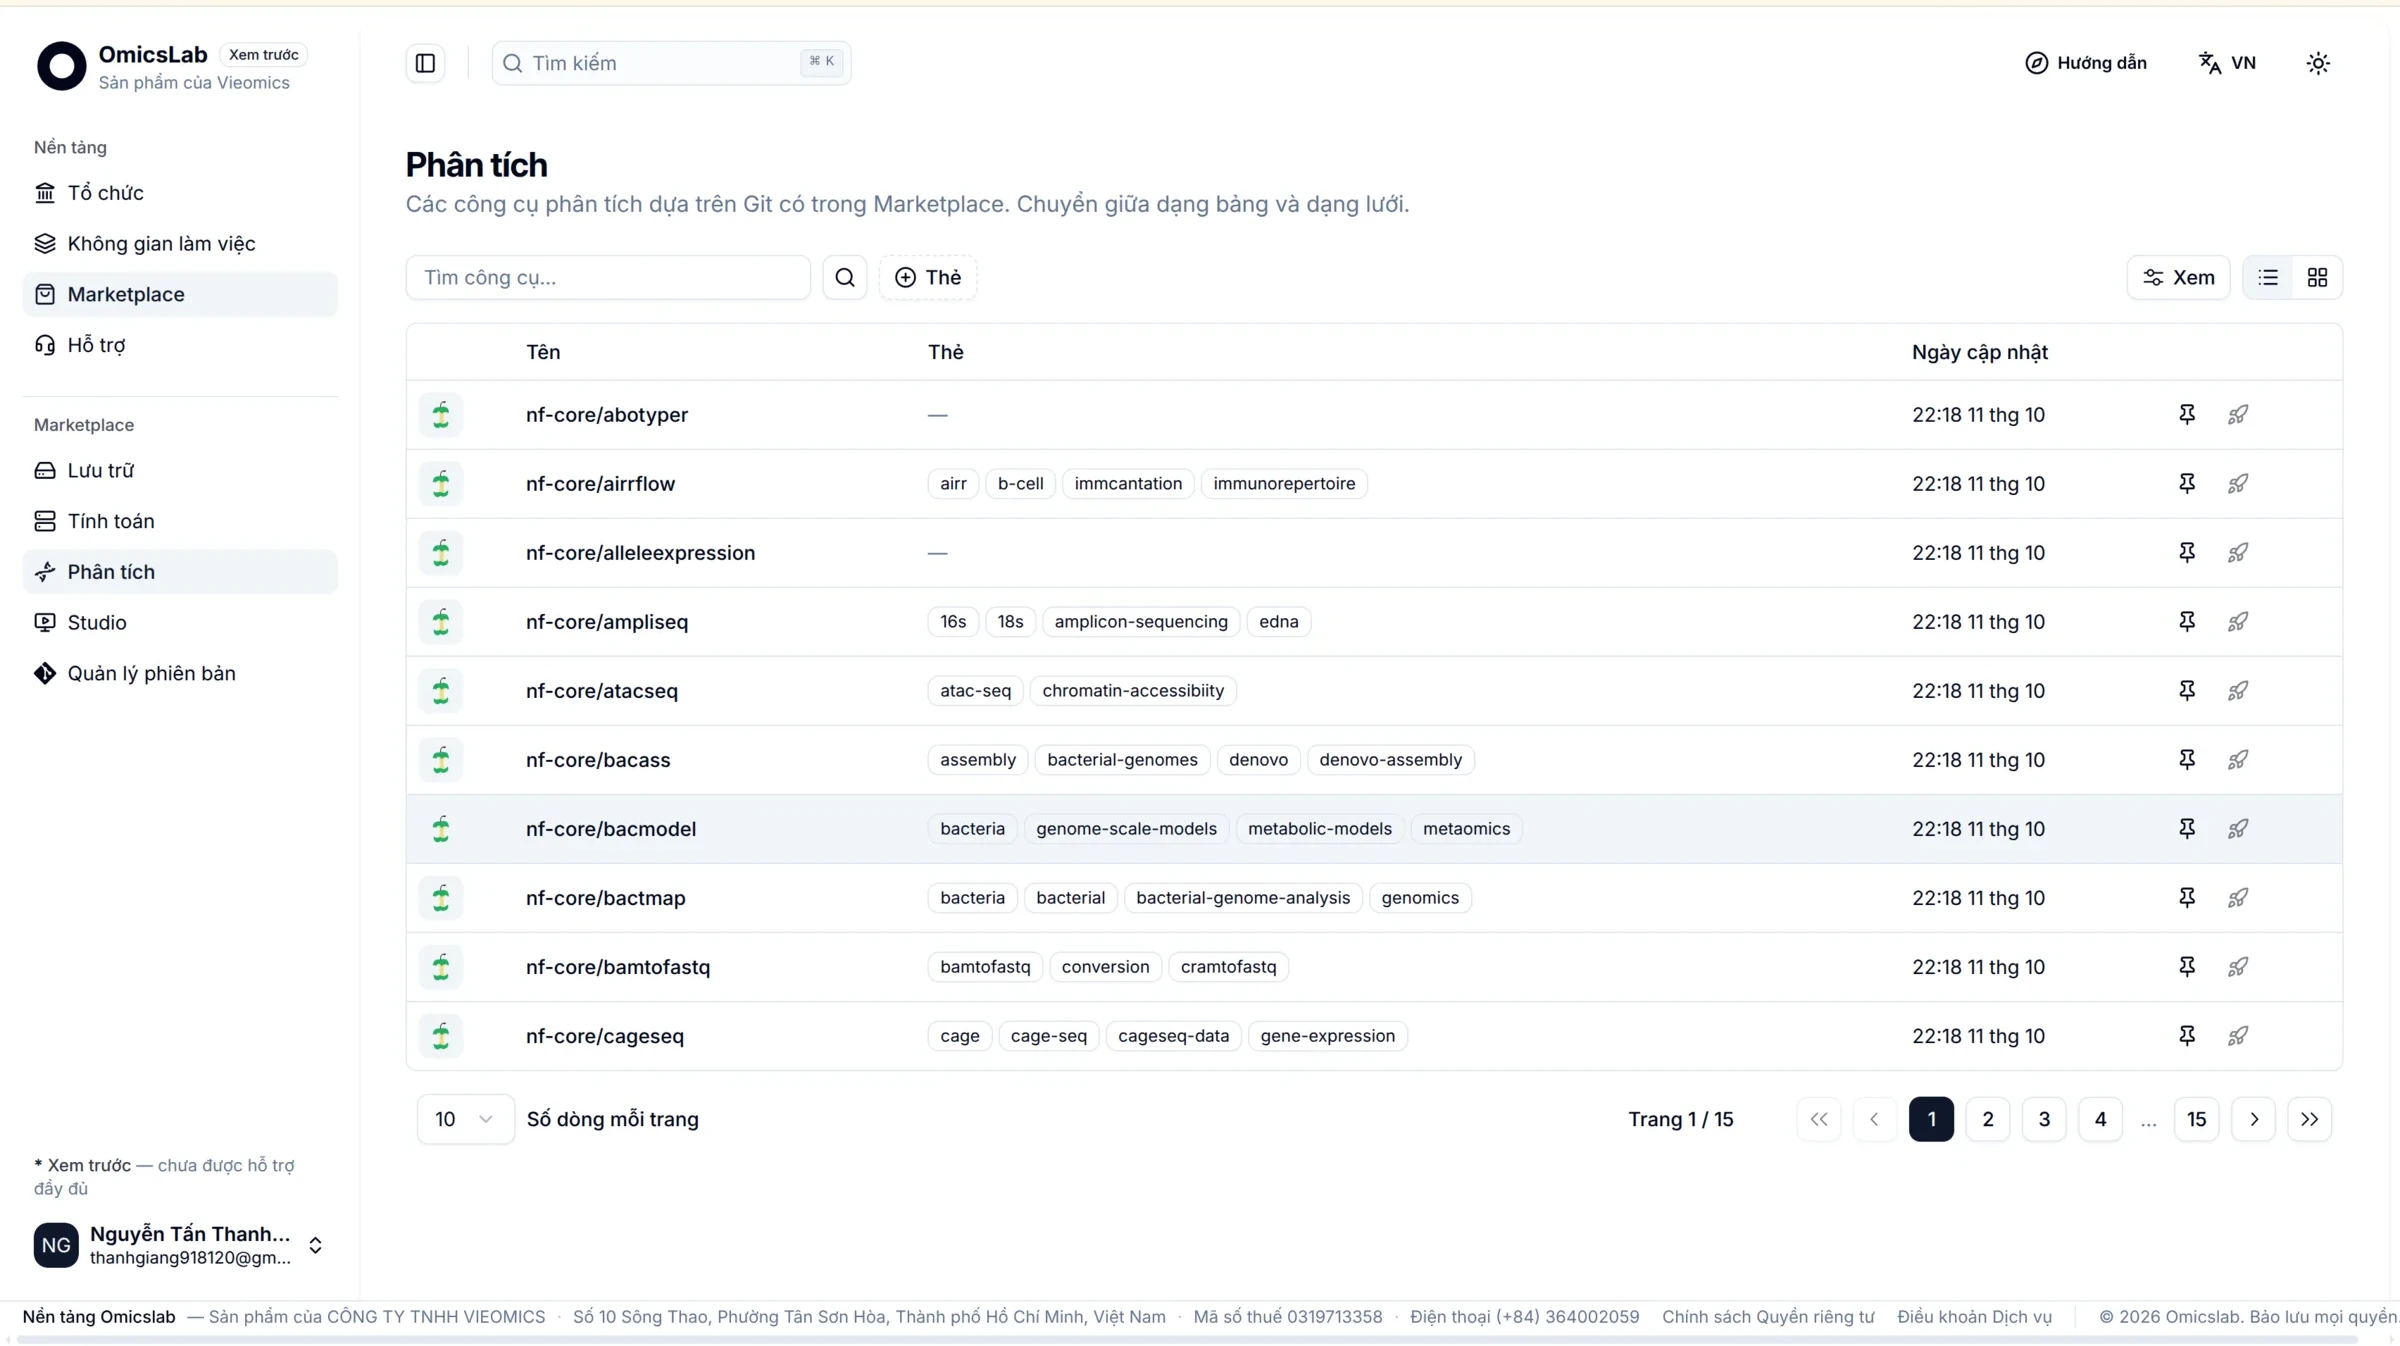 OmicsLab Xem trước
Sản phẩm của Vieomics
Nền tảng
Tổ chức
Không gian làm việc
Marketplace
Hỗ trợ
Marketplace
Lưu trữ
Tính toán
Phân tích
Studio
Quản lý phiên bản
* Xem trước — chưa được hỗ trợ
đầy đủ
NG
Nguyễn Tấn Thanh...
thanhgiang918120@gm...
Tìm kiếm ⌘ K
Hướng dẫn VN
Phân tích
Các công cụ phân tích dựa trên Git có trong Marketplace. Chuyển giữa dạng bảng và dạng lưới.
Tìm công cụ... Thẻ Xem
Tên Thẻ Ngày cập nhật
nf-core/abotyper — 22:18 11 thg 10
nf-core/airrflow airr b-cell immcantation immunorepertoire 22:18 11 thg 10
nf-core/alleleexpression — 22:18 11 thg 10
nf-core/ampliseq 16s 18s amplicon-sequencing edna 22:18 11 thg 10
nf-core/atacseq atac-seq chromatin-accessibiity 22:18 11 thg 10
nf-core/bacass assembly bacterial-genomes denovo denovo-assembly 22:18 11 thg 10
nf-core/bacmodel bacteria genome-scale-models metabolic-models metaomics 22:18 11 thg 10
nf-core/bactmap bacteria bacterial bacterial-genome-analysis genomics 22:18 11 thg 10
nf-core/bamtofastq bamtofastq conversion cramtofastq 22:18 11 thg 10
nf-core/cageseq cage cage-seq cageseq-data gene-expression 22:18 11 thg 10
10 Số dòng mỗi trang Trang 1 / 15 1 2 3 4 ... 15
Nền tảng Omicslab — Sản phẩm của CÔNG TY TNHH VIEOMICS · Số 10 Sông Thao, Phường Tân Sơn Hòa, Thành phố Hồ Chí Minh, Việt Nam · Mã số thuế 0319713358 · Điện thoại (+84) 364002059 Chính sách Quyền riêng tư Điều khoản Dịch vụ © 2026 Omicslab. Bảo lưu mọi quyền.